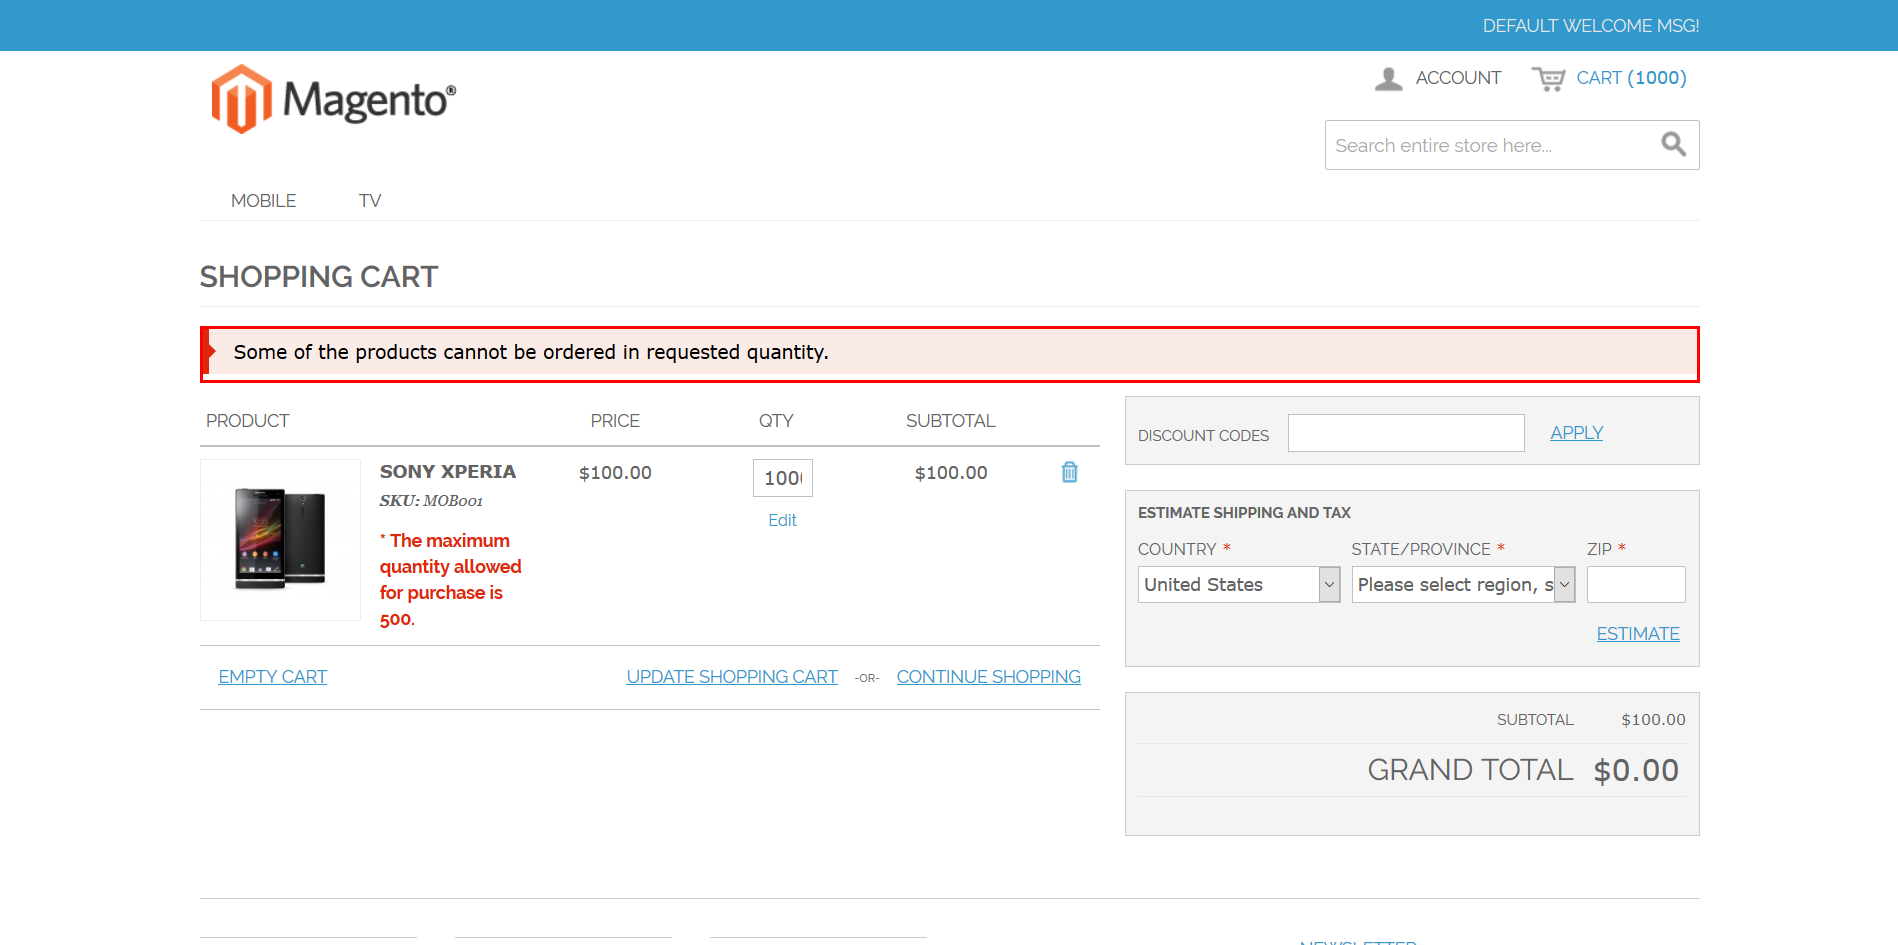 DEFAULT WELCOME MSG!
Magento®
ACCOUNT
CART (1000)
Search entire store here...
MOBILE
TV
SHOPPING CART
Some of the products cannot be ordered in requested quantity.
PRODUCT
PRICE
QTY
SUBTOTAL
SONY XPERIA
SKU: MOB001
* The maximum
quantity allowed
for purchase is
500.
$100.00
1000
Edit
$100.00
EMPTY CART
UPDATE SHOPPING CART
-OR-
CONTINUE SHOPPING
DISCOUNT CODES
APPLY
ESTIMATE SHIPPING AND TAX
COUNTRY *
STATE/PROVINCE *
ZIP *
United States
Please select region, s
ESTIMATE
SUBTOTAL $100.00
GRAND TOTAL $0.00
NEWSLETTER